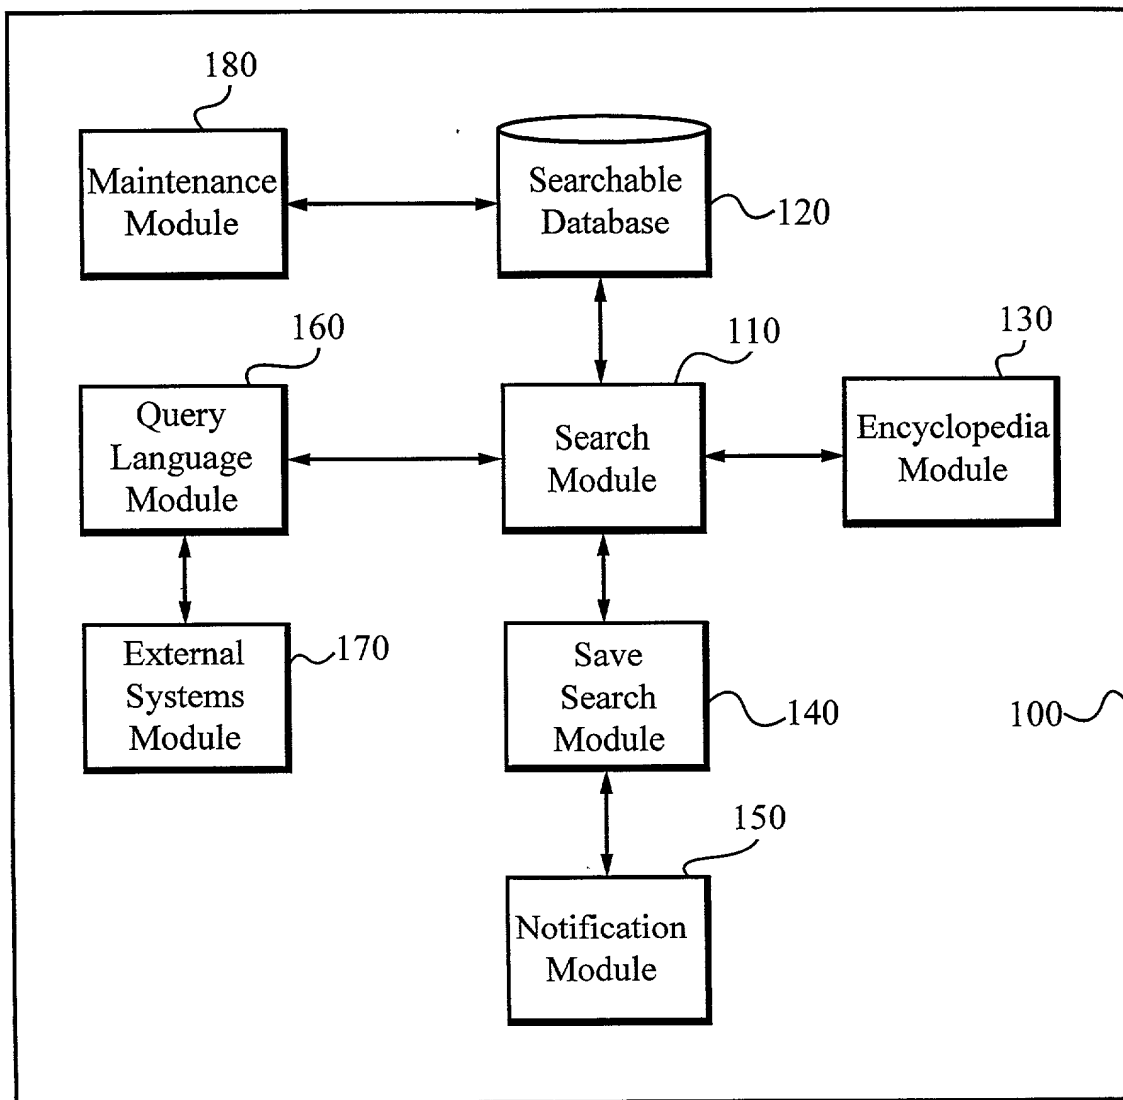 180
Maintenance
Module
Searchable
Database
120
160
110
130
Query
Language
Module
Search
Module
Encyclopedia
Module
External
Systems
Module
170
Save
Search
Module
140
100
150
Notification
Module